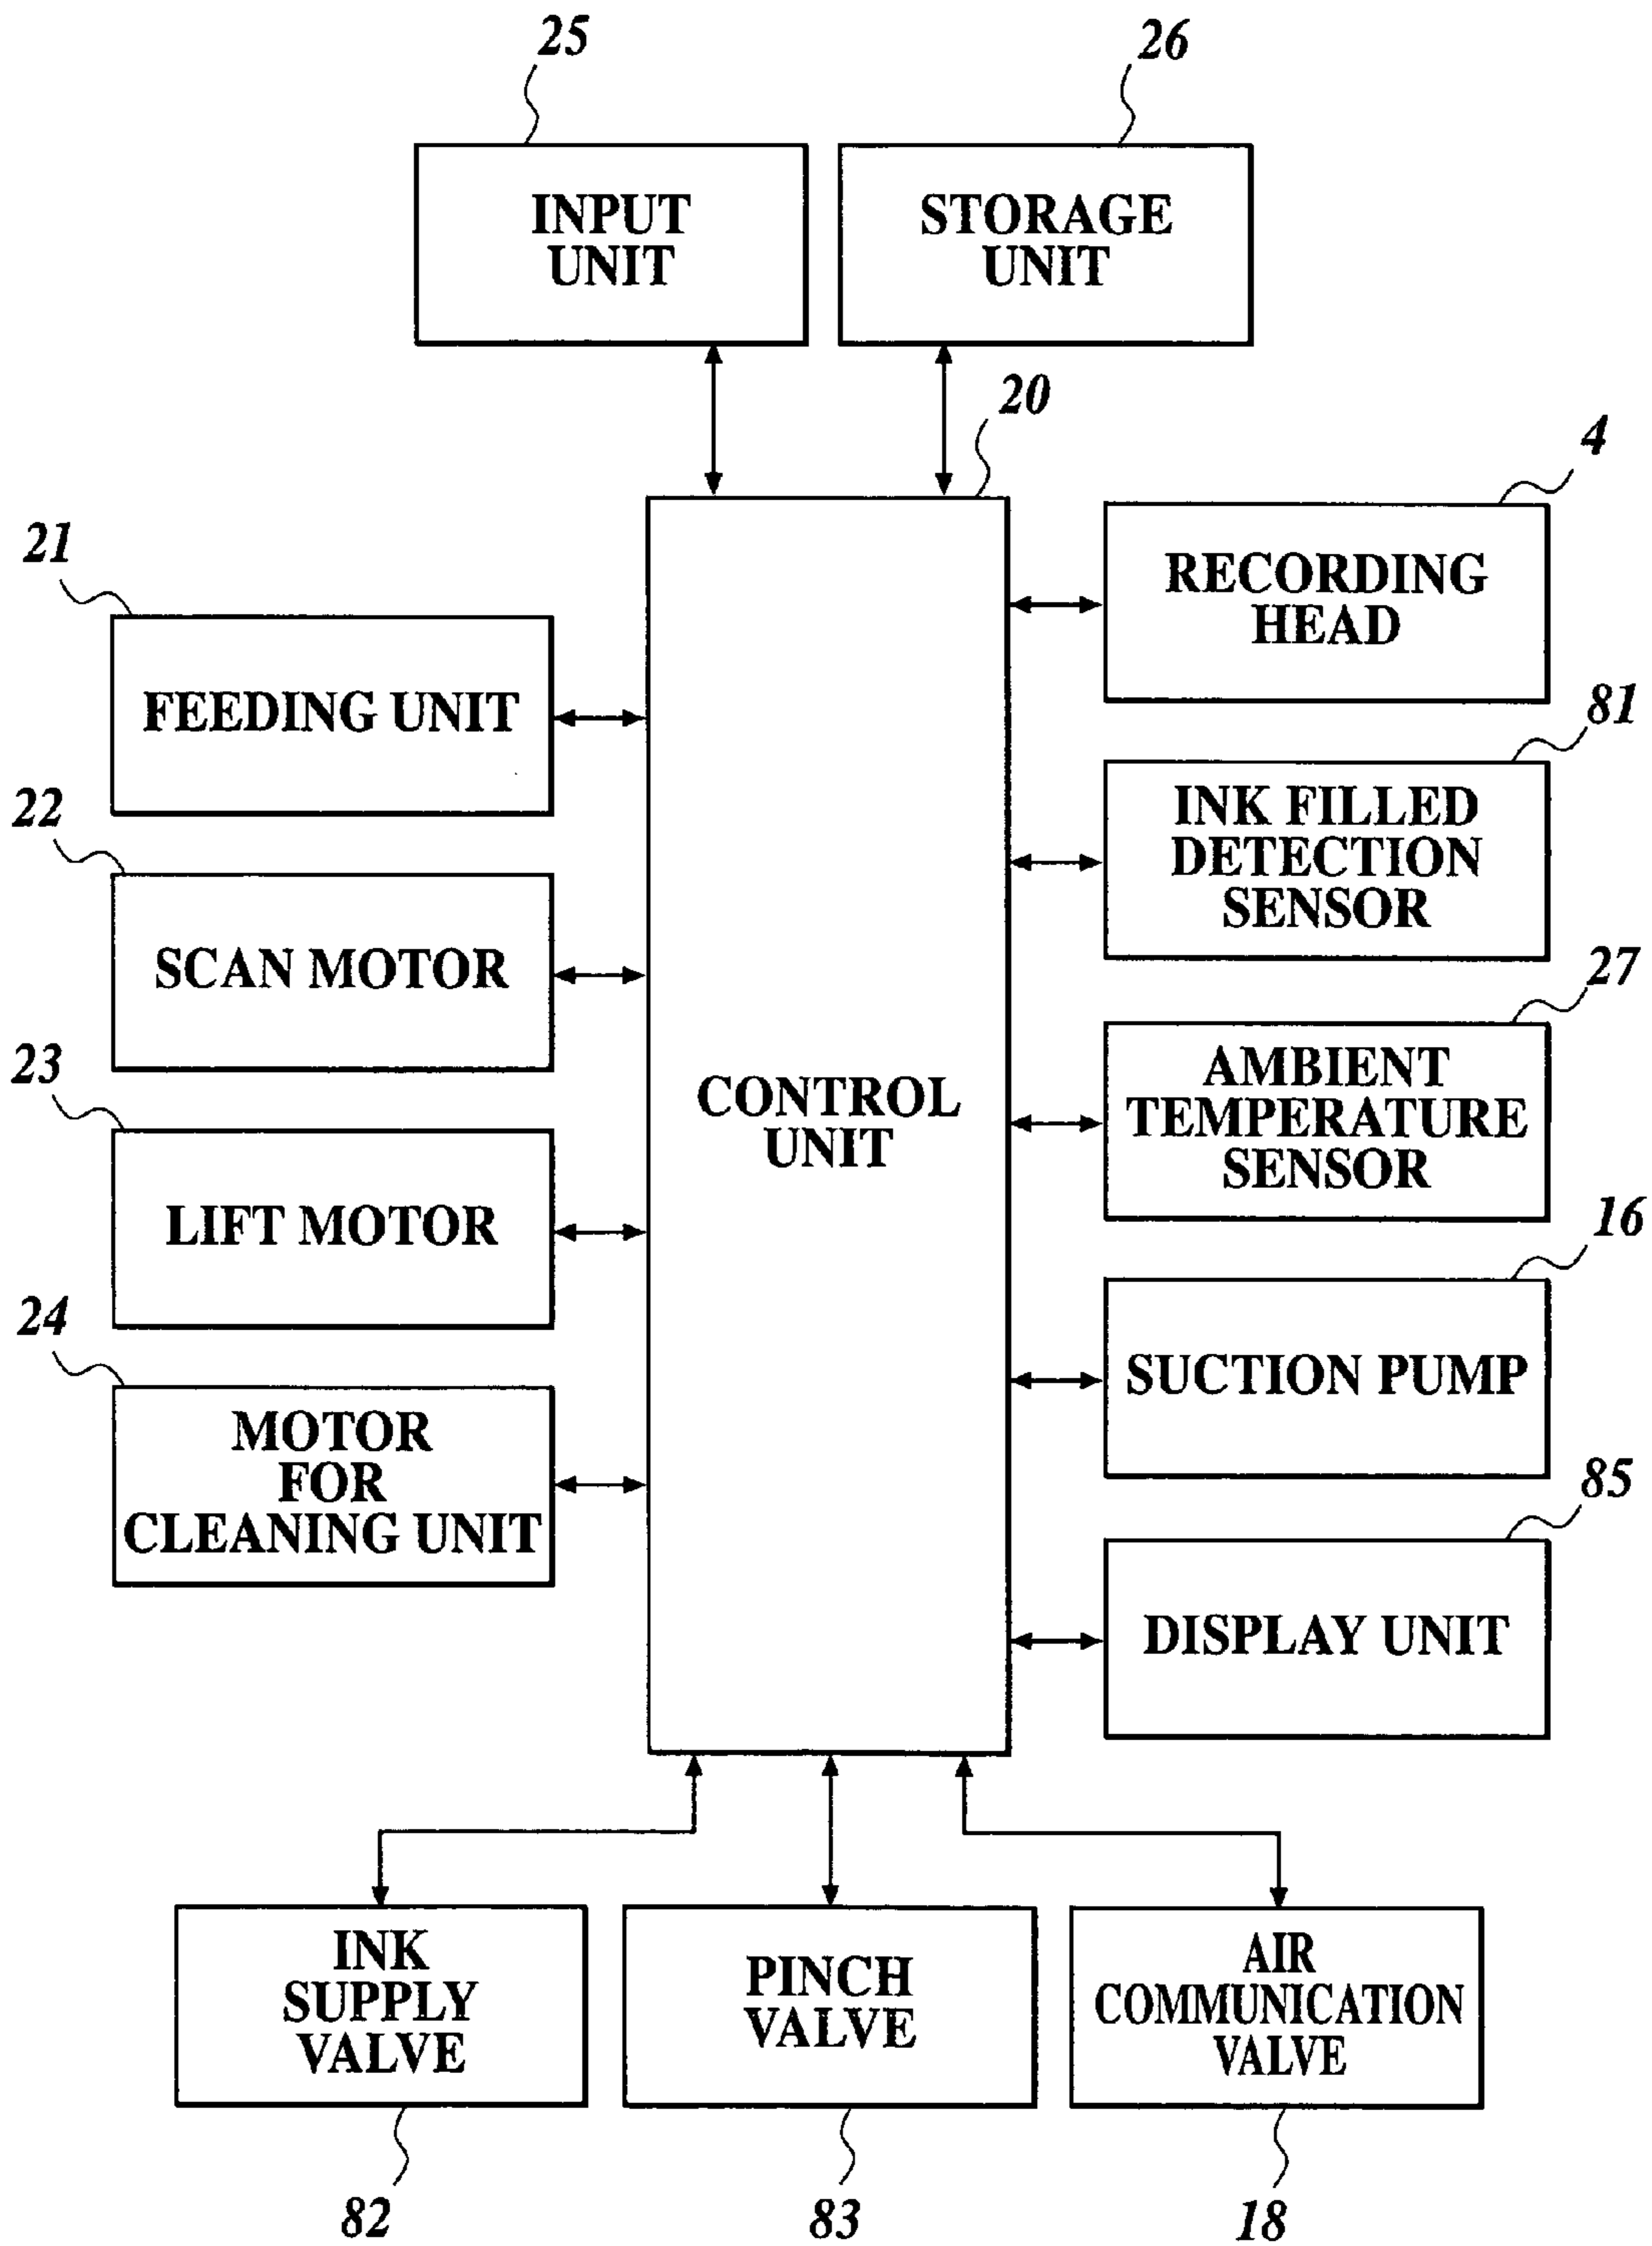 25
26
INPUT
UNIT
STORAGE
UNIT
20
4
21
RECORDING
HEAD
FEEDING UNIT
81
22
INK FILLED
DETECTION
SENSOR
SCAN MOTOR
27
23
CONTROL
UNIT
AMBIENT
TEMPERATURE
SENSOR
LIFT MOTOR
16
24
SUCTION PUMP
MOTOR
FOR
CLEANING UNIT
85
DISPLAY UNIT
INK
SUPPLY
VALVE
PINCH
VALVE
AIR
COMMUNICATION
VALVE
82
83
18